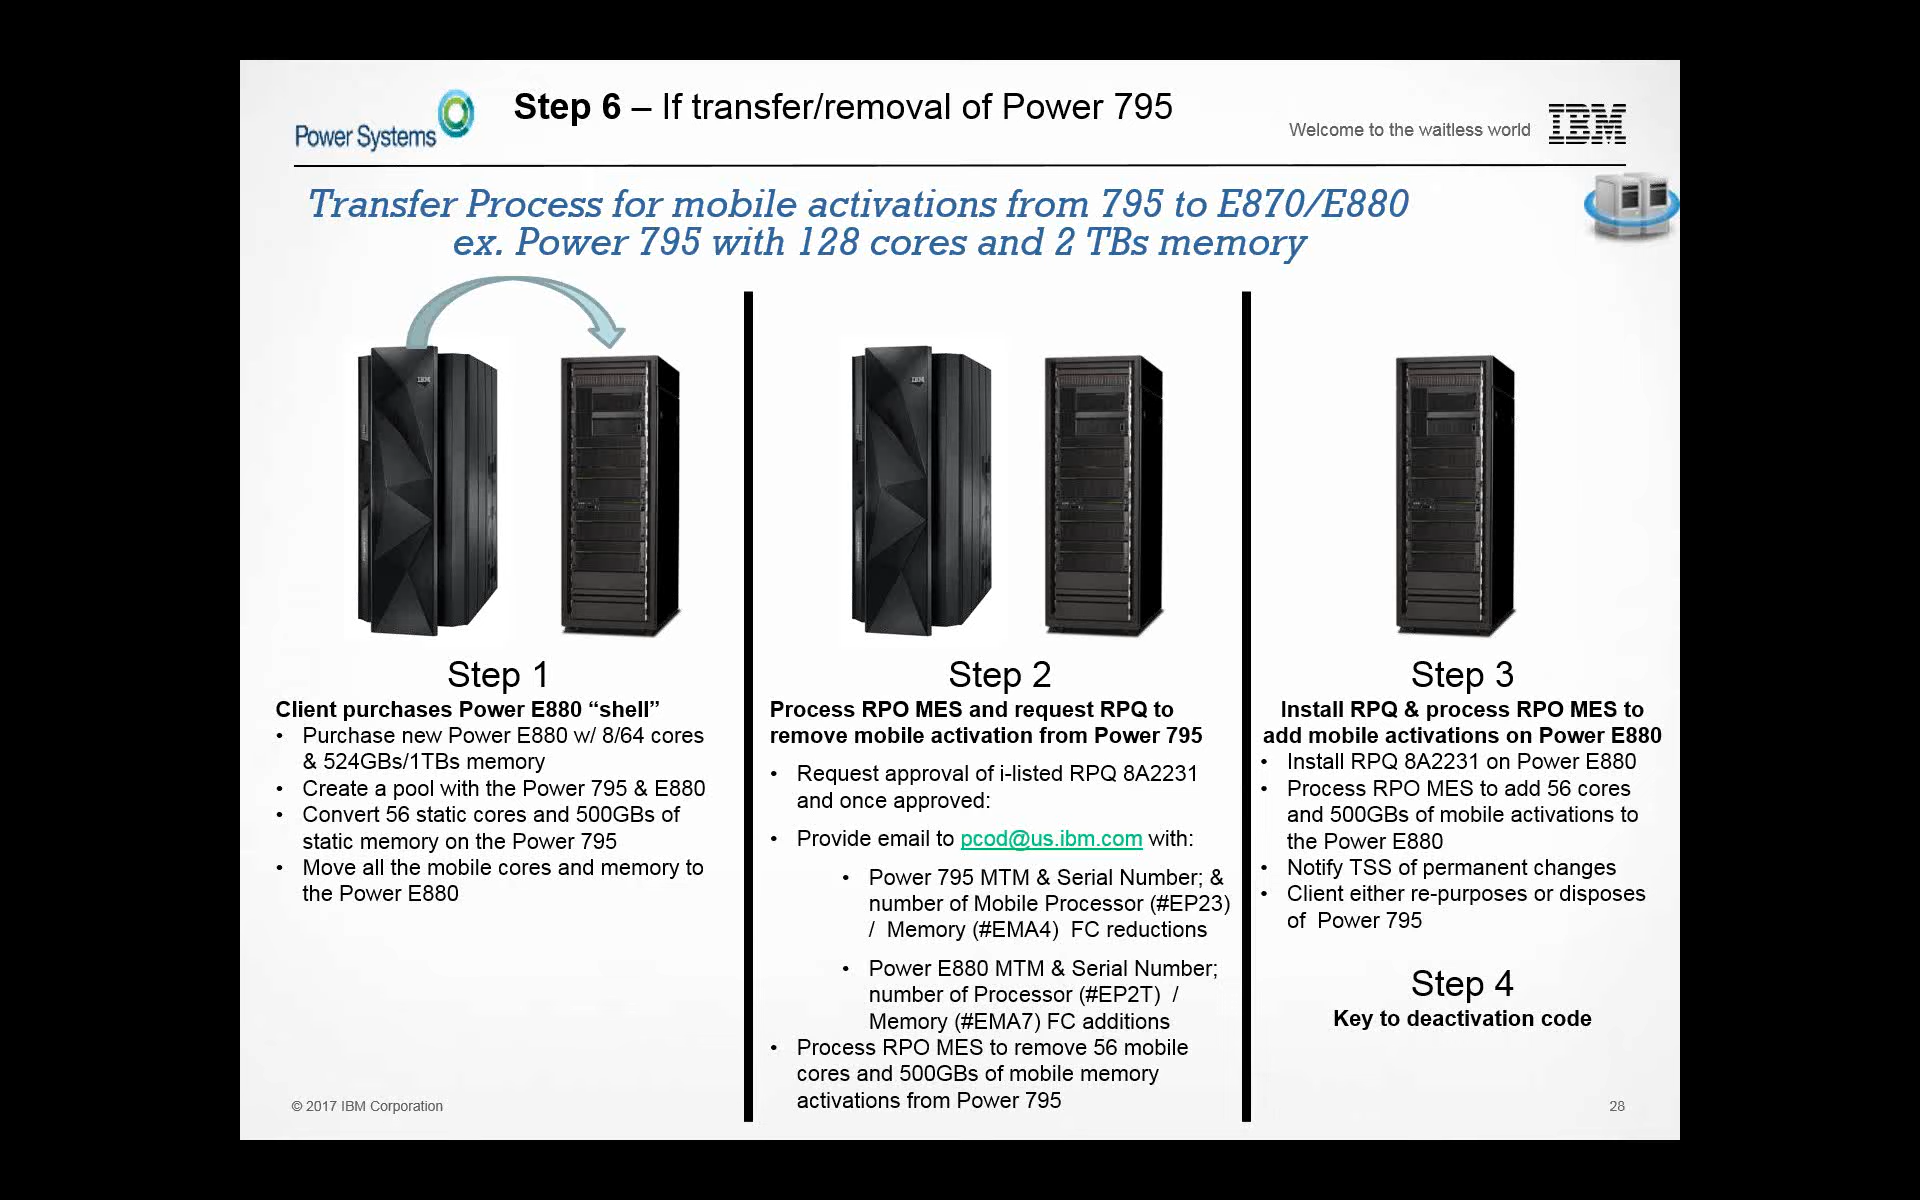 Power Systems
Step 6 – If transfer/removal of Power 795
Welcome to the waitless world
IBM
Transfer Process for mobile activations from 795 to E870/E880
ex. Power 795 with 128 cores and 2 TBs memory
IBM
IBM
Step 1
Client purchases Power E880 “shell”
• Purchase new Power E880 w/ 8/64 cores
& 524GBs/1TBs memory
• Create a pool with the Power 795 & E880
• Convert 56 static cores and 500GBs of
static memory on the Power 795
• Move all the mobile cores and memory to
the Power E880
Step 2
Process RPO MES and request RPQ to
remove mobile activation from Power 795
• Request approval of i-listed RPQ 8A2231
and once approved:
• Provide email to pcod@us.ibm.com with:
• Power 795 MTM & Serial Number; &
number of Mobile Processor (#EP23)
/ Memory (#EMA4) FC reductions
• Power E880 MTM & Serial Number;
number of Processor (#EP2T) /
Memory (#EMA7) FC additions
• Process RPO MES to remove 56 mobile
cores and 500GBs of mobile memory
activations from Power 795
Step 3
Install RPQ & process RPO MES to
add mobile activations on Power E880
• Install RPQ 8A2231 on Power E880
• Process RPO MES to add 56 cores
and 500GBs of mobile activations to
the Power E880
• Notify TSS of permanent changes
• Client either re-purposes or disposes
of Power 795
Step 4
Key to deactivation code
© 2017 IBM Corporation
28